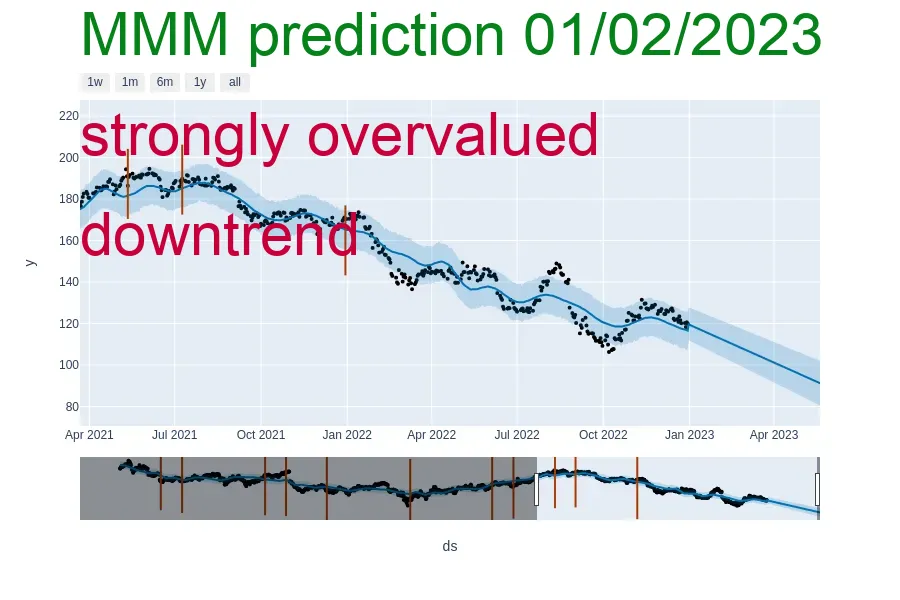 MMM prediction 01/02/2023
1w 1m 6m 1y all
220
strongly overvalued
200
180
downtrend
160
y
140
120
100
80
Apr 2021 Jul 2021 Oct 2021 Jan 2022 Apr 2022 Jul 2022 Oct 2022 Jan 2023 Apr 2023
ds